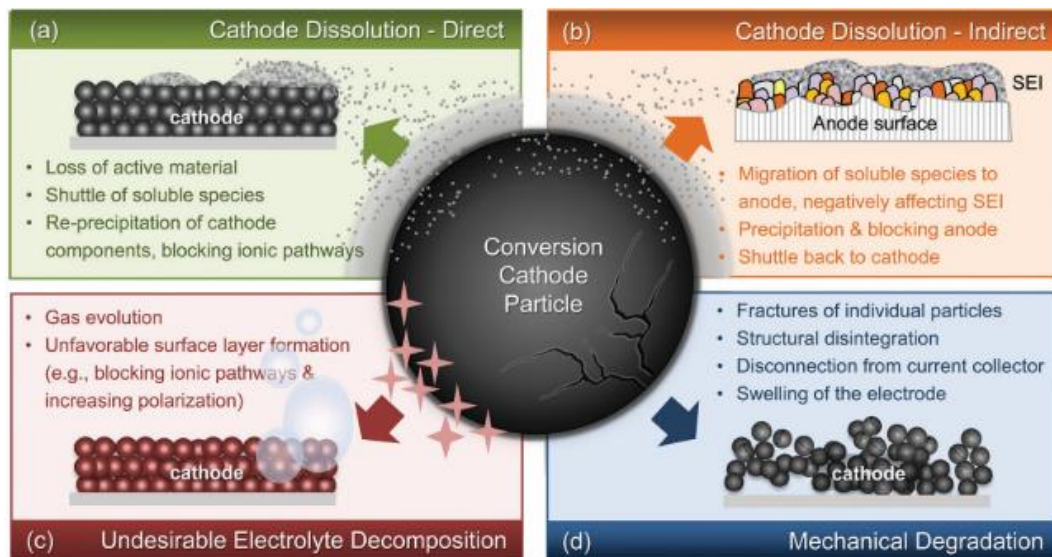 (a) Cathode Dissolution - Direct
cathode
• Loss of active material
• Shuttle of soluble species
• Re-precipitation of cathode
components, blocking ionic pathways
(b) Cathode Dissolution - Indirect
SEI
Anode surface
• Migration of soluble species to
anode, negatively affecting SEI
• Precipitation & blocking anode
• Shuttle back to cathode
Conversion
Cathode
Particle
• Gas evolution
• Unfavorable surface layer formation
(e.g., blocking ionic pathways &
increasing polarization)
cathode
(c) Undesirable Electrolyte Decomposition
• Fractures of individual particles
• Structural disintegration
• Disconnection from current collector
• Swelling of the electrode
cathode
(d) Mechanical Degradation